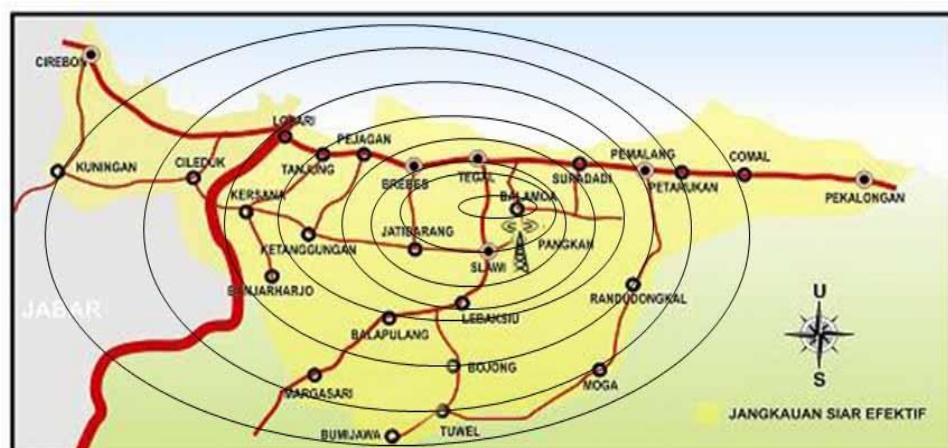 CIREBON
LOSARI
PEJAGAN
KUNINGAN
CILEDUK
TANJUNG
BREBES
TEGAL
SURADADI
PEMALANG
PETARUKAN
COMAL
PEKALONGAN
KERSANA
BALAMOA
KETANGGUNGAN
JATIBARANG
PANGKAH
SLAWI
BANJARHARJO
RANDUDONGKAL
JABAR
BALAPULANG
LEBAKSIU
BOJONG
MARGASARI
MOGA
BUMIJAWA
TUWEL
U
S
JANGKAUAN SIAR EFEKTIF